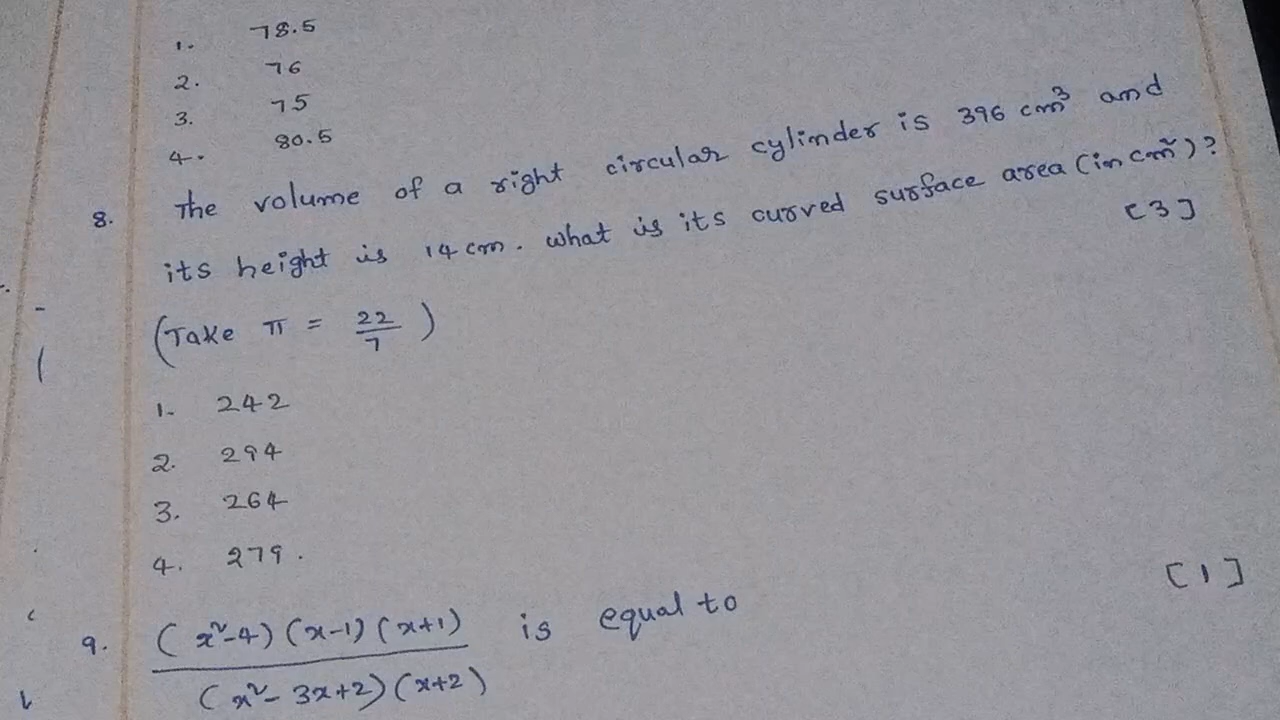 1. 78.5
2. 76
3. 75
4. 80.5
8. The volume of a right circular cylinder is 396 cm³ and
its height is 14 cm. what is its curved surface area (in cm²)?
[3]
(Take π = 22/7)
1. 242
2. 294
3. 264
4. 279.
[1]
9. (x²-4)(x-1)(x+1) / (x²-3x+2)(x+2) is equal to